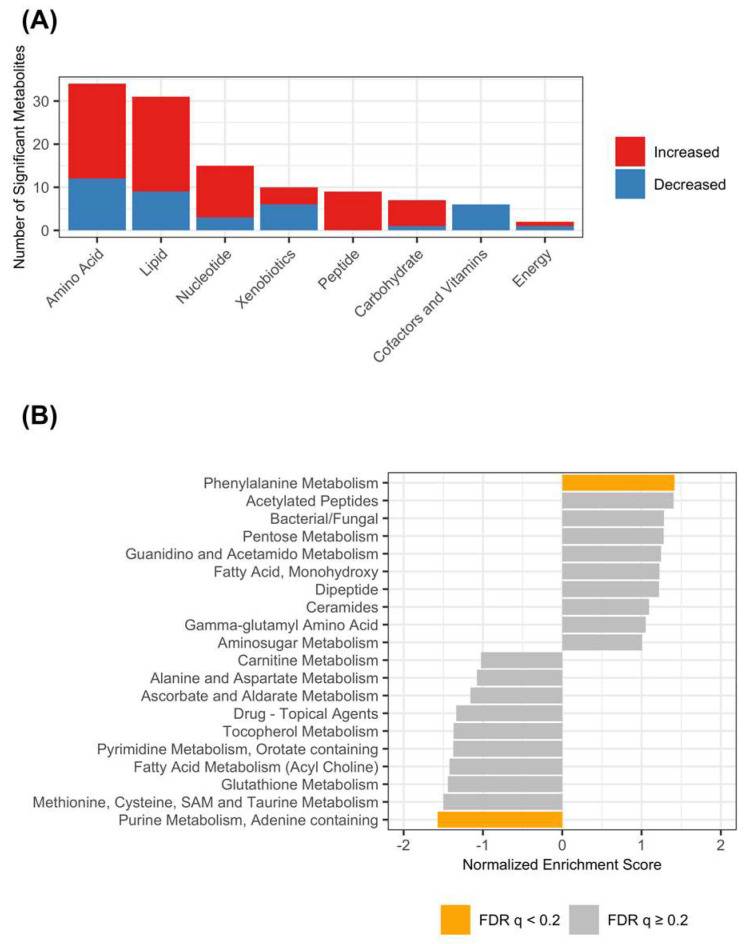 (A)
Number of Significant Metabolites
30
20
10
0
Amino Acid
Lipid
Nucleotide
Xenobiotics
Peptide
Carbohydrate
Cofactors and Vitamins
Energy
Increased
Decreased
(B)
Phenylalanine Metabolism
Acetylated Peptides
Bacterial/Fungal
Pentose Metabolism
Guanidino and Acetamido Metabolism
Fatty Acid, Monohydroxy
Dipeptide
Ceramides
Gamma-glutamyl Amino Acid
Aminosugar Metabolism
Carnitine Metabolism
Alanine and Aspartate Metabolism
Ascorbate and Aldarate Metabolism
Drug - Topical Agents
Tocopherol Metabolism
Pyrimidine Metabolism, Orotate containing
Fatty Acid Metabolism (Acyl Choline)
Glutathione Metabolism
Methionine, Cysteine, SAM and Taurine Metabolism
Purine Metabolism, Adenine containing
-2 -1 0 1 2
Normalized Enrichment Score
FDR q < 0.2 FDR q ≥ 0.2